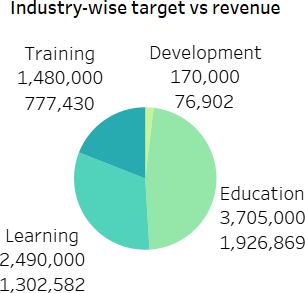 Industry-wise target vs revenue
Training
1,480,000
777,430
Development
170,000
76,902
Education
3,705,000
1,926,869
Learning
2,490,000
1,302,582